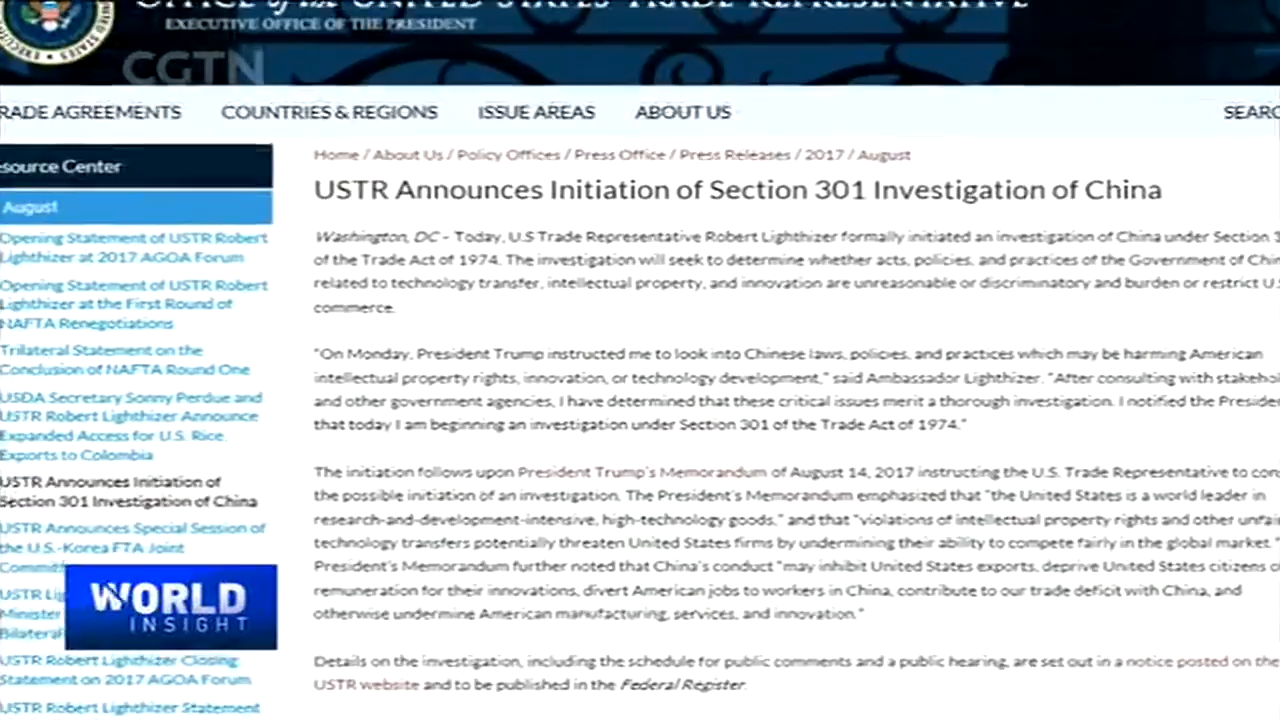 OFFICE of the UNITED STATES TRADE REPRESENTATIVE
EXECUTIVE OFFICE OF THE PRESIDENT
CGTN
RADE AGREEMENTS
COUNTRIES & REGIONS
ISSUE AREAS
ABOUT US
SEARC
source Center
August
Opening Statement of USTR Robert
Lighthizer at 2017 AGOA Forum
Opening Statement of USTR Robert
Lighthizer at the First Round of
NAFTA Renegotiations
Trilateral Statement on the
Conclusion of NAFTA Round One
USDA Secretary Sonny Perdue and
USTR Robert Lighthizer Announce
Expanded Access for U.S. Rice
Exports to Colombia
USTR Announces Initiation of
Section 301 Investigation of China
USTR Announces Special Session of
the U.S.-Korea FTA Joint
Committ
USTR Lig
Minister
Bilateral
USTR Robert Lighthizer Closing
Statement on 2017 AGOA Forum
USTR Robert Lighthizer Statement
Home / About Us / Policy Offices / Press Office / Press Releases / 2017 / August
USTR Announces Initiation of Section 301 Investigation of China
Washington, DC – Today, U.S Trade Representative Robert Lighthizer formally initiated an investigation of China under Section 3
of the Trade Act of 1974. The investigation will seek to determine whether acts, policies, and practices of the Government of Chin
related to technology transfer, intellectual property, and innovation are unreasonable or discriminatory and burden or restrict U.S
commerce.
"On Monday, President Trump instructed me to look into Chinese laws, policies, and practices which may be harming American
intellectual property rights, innovation, or technology development," said Ambassador Lighthizer. "After consulting with stakehol
and other government agencies, I have determined that these critical issues merit a thorough investigation. I notified the Presiden
that today I am beginning an investigation under Section 301 of the Trade Act of 1974."
The initiation follows upon President Trump's Memorandum of August 14, 2017 instructing the U.S. Trade Representative to con
the possible initiation of an investigation. The President's Memorandum emphasized that "the United States is a world leader in
research-and-development-intensive, high-technology goods," and that "violations of intellectual property rights and other unfai
technology transfers potentially threaten United States firms by undermining their ability to compete fairly in the global market."
President's Memorandum further noted that China's conduct "may inhibit United States exports, deprive United States citizens o
remuneration for their innovations, divert American jobs to workers in China, contribute to our trade deficit with China, and
otherwise undermine American manufacturing, services, and innovation."
Details on the investigation, including the schedule for public comments and a public hearing, are set out in a notice posted on the
USTR website and to be published in the Federal Register.
WORLD
INSIGHT